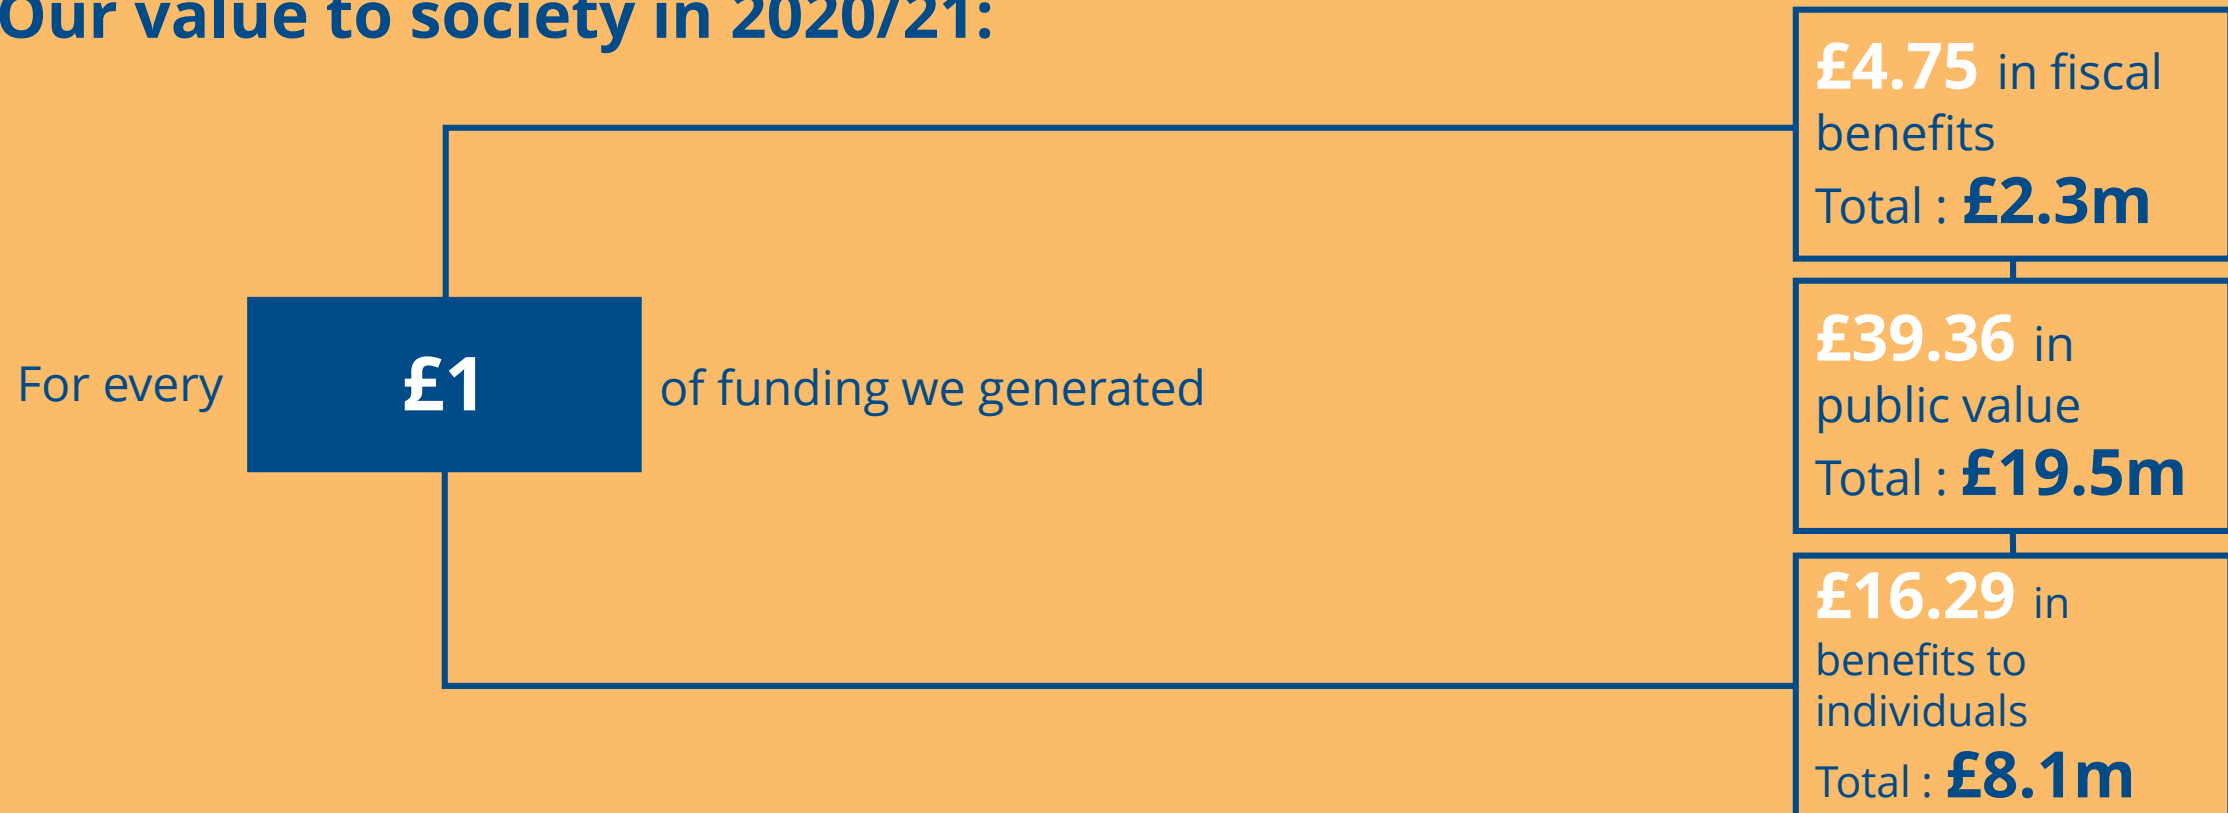 Our value to society in 2020/21:
For every £1 of funding we generated
£4.75 in fiscal
benefits
Total : £2.3m
£39.36 in
public value
Total : £19.5m
£16.29 in
benefits to
individuals
Total : £8.1m